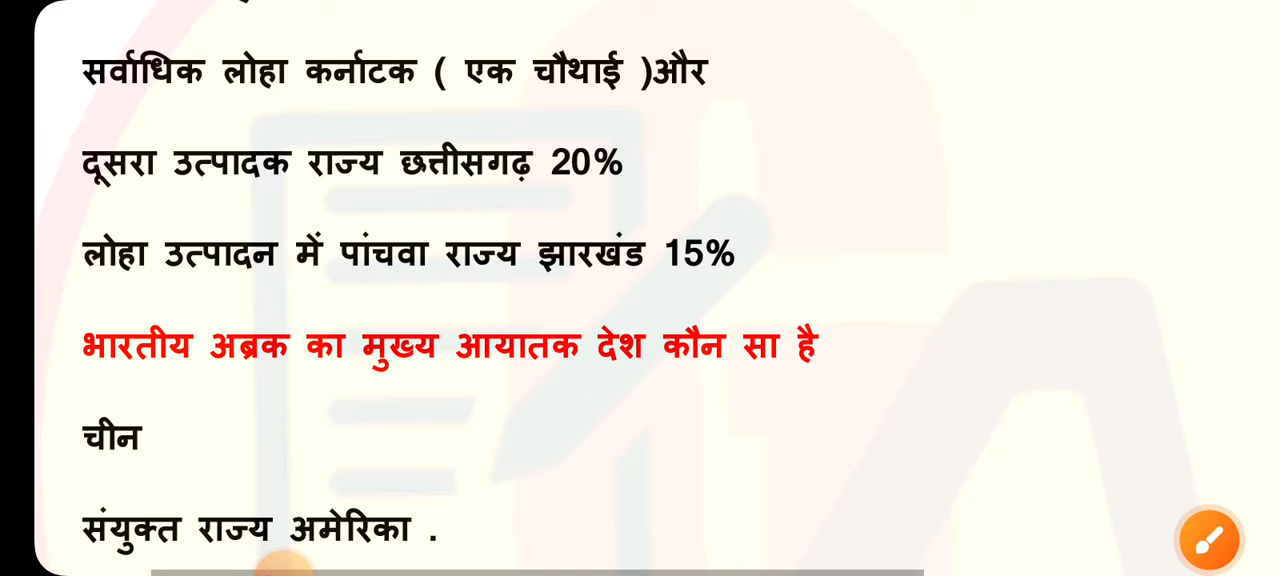 सर्वाधिक लोहा कर्नाटक ( एक चौथाई )और
दूसरा उत्पादक राज्य छत्तीसगढ़ 20%
लोहा उत्पादन में पांचवा राज्य झारखंड 15%
भारतीय अब्रक का मुख्य आयातक देश कौन सा है
चीन
संयुक्त राज्य अमेरिका .